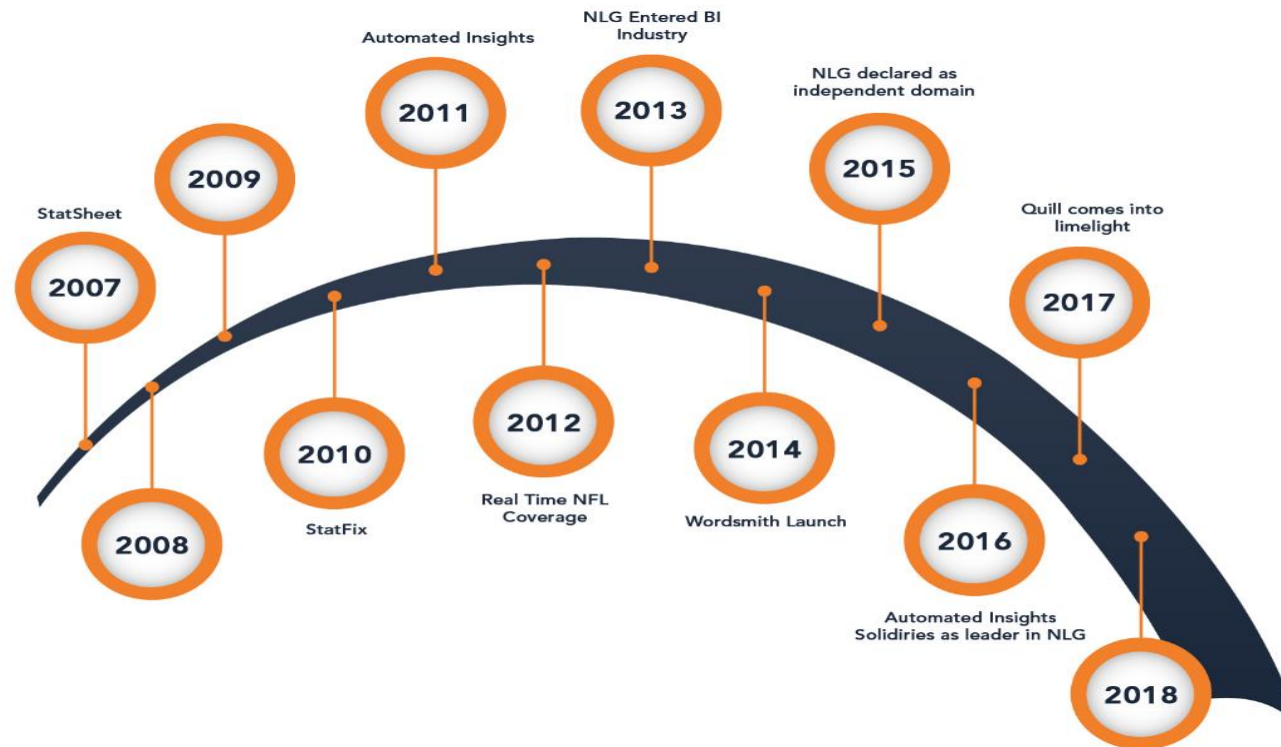 StatSheet
2007
2008
2009
2010
StatFix
Automated Insights
2011
2012
Real Time NFL
Coverage
NLG Entered BI
Industry
2013
2014
Wordsmith Launch
NLG declared as
independent domain
2015
2016
Automated Insights
Solidiries as leader in NLG
Quill comes into
limelight
2017
2018